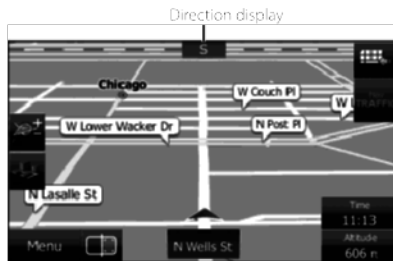 Direction display
S
Chicago
W Couch Pl
W Lower Wacker Dr
N Post Pl
N Lasalle St
Time
11:13
Altitude
Menu
N Wells St